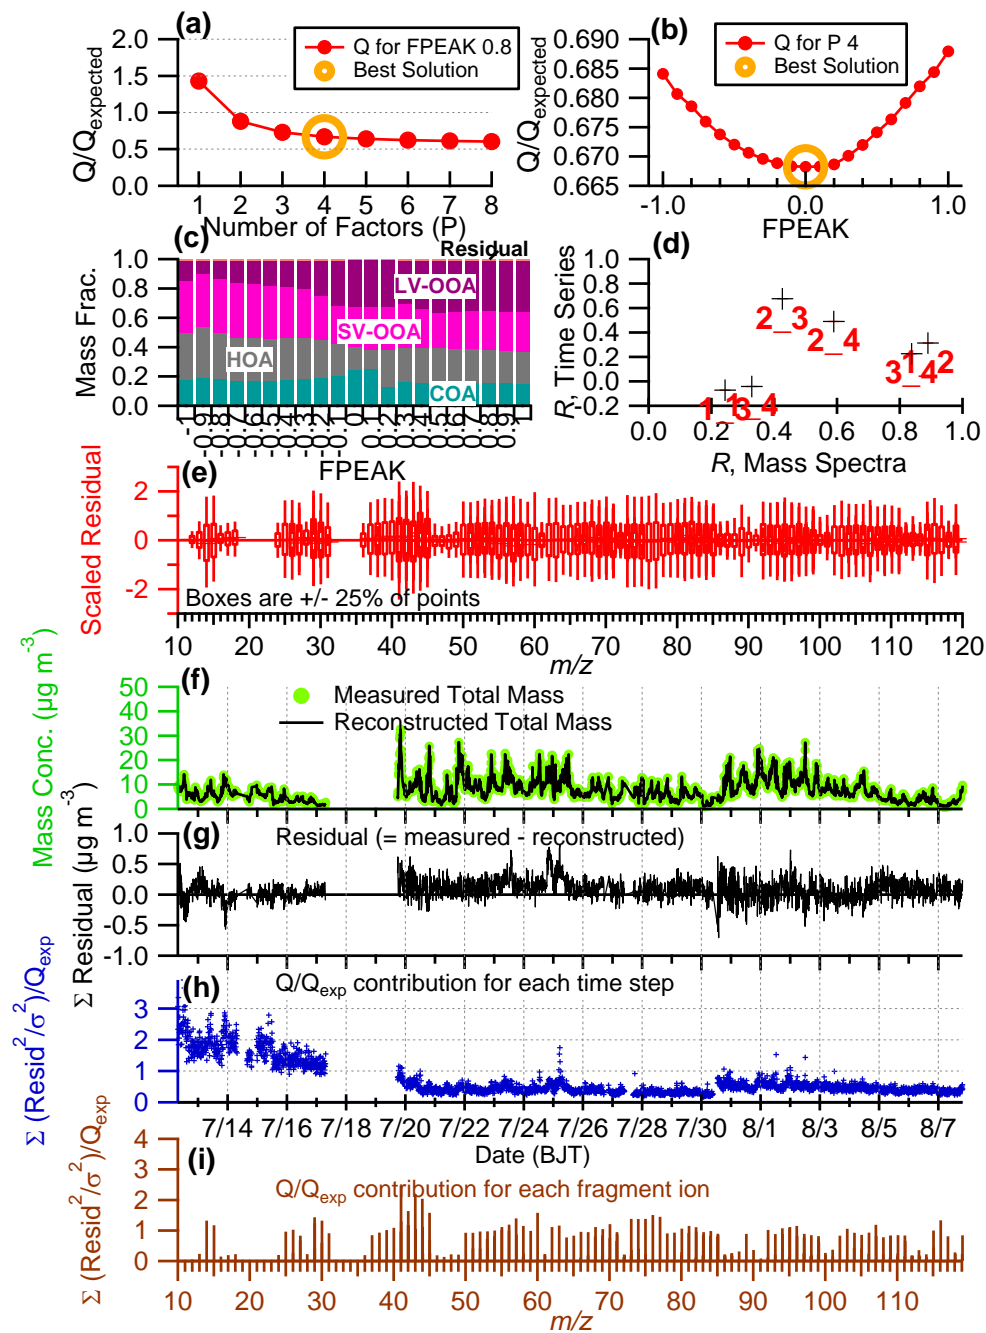 (a)
2.0
1.5
1.0
0.5
0.0
Q/Qexpected
Q for FPEAK 0.8
Best Solution
1 2 3 4 5 6 7 8
Number of Factors (P)
(b)
0.690
0.685
0.680
0.675
0.670
0.665
Q/Qexpected
Q for P 4
Best Solution
-1.0 0.0 1.0
FPEAK
(c)
Residual
1.0
0.8
0.6
0.4
0.2
0.0
Mass Frac.
LV-OOA
SV-OOA
HOA
COA
FPEAK
(d)
1.0
0.8
0.6
0.4
0.2
0.0
-0.2
R, Time Series
2_3
2_4
3_4
1_2
1_3
1_4
0.0 0.2 0.4 0.6 0.8 1.0
R, Mass Spectra
(e)
2
0
-2
Scaled Residual
Boxes are +/- 25% of points
10 20 30 40 50 60 70 80 90 100 110 120
m/z
(f)
50
40
30
20
10
0
Mass Conc. (µg m-3)
Measured Total Mass
Reconstructed Total Mass
(g)
1.0
0.5
0.0
-0.5
-1.0
Σ Residual (µg m-3)
Residual (= measured - reconstructed)
(h)
3
2
1
0
Σ (Resid2/σ2)/Qexp
Q/Qexp contribution for each time step
7/14 7/16 7/18 7/20 7/22 7/24 7/26 7/28 7/30 8/1 8/3 8/5 8/7
Date (BJT)
(i)
4
3
2
1
0
Σ (Resid2/σ2)/Qexp
Q/Qexp contribution for each fragment ion
10 20 30 40 50 60 70 80 90 100 110
m/z